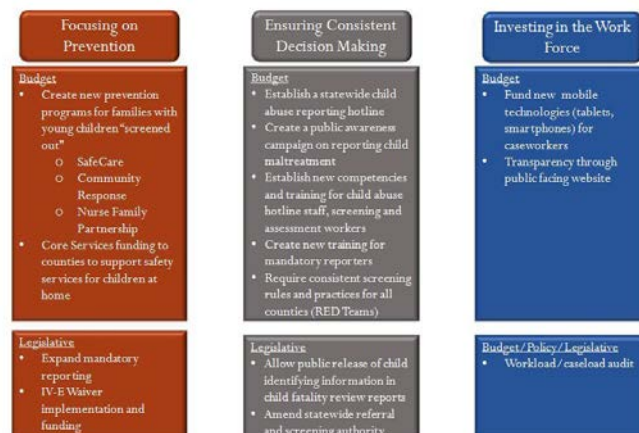 Focusing on
Prevention
Budget
• Create new prevention
programs for families with
young children "screened
out"
o SafeCare
o Community
Response
o Nurse Family
Partnership
• Core Services funding to
counties to support safety
services for children at
home
Legislative
• Expand mandatory
reporting
• IV-E Waiver
implementation and
funding
Ensuring Consistent
Decision Making
Budget
• Establish a statewide child
abuse reporting hotline
• Create a public awareness
campaign on reporting child
maltreatment
• Establish new competencies
and training for child abuse
hotline staff, screening and
assessment workers
• Create new training for
mandatory reporters
• Require consistent screening
rules and practices for all
counties (RED Teams)
Legislative
• Allow public release of child
identifying information in
child fatality review reports
• Amend statewide referral
and screening authority
Investing in the Work
Force
Budget
• Fund new mobile
technologies (tablets,
smartphones) for
caseworkers
• Transparency through
public facing website
Budget/Policy/Legislative
• Workload/caseload audit